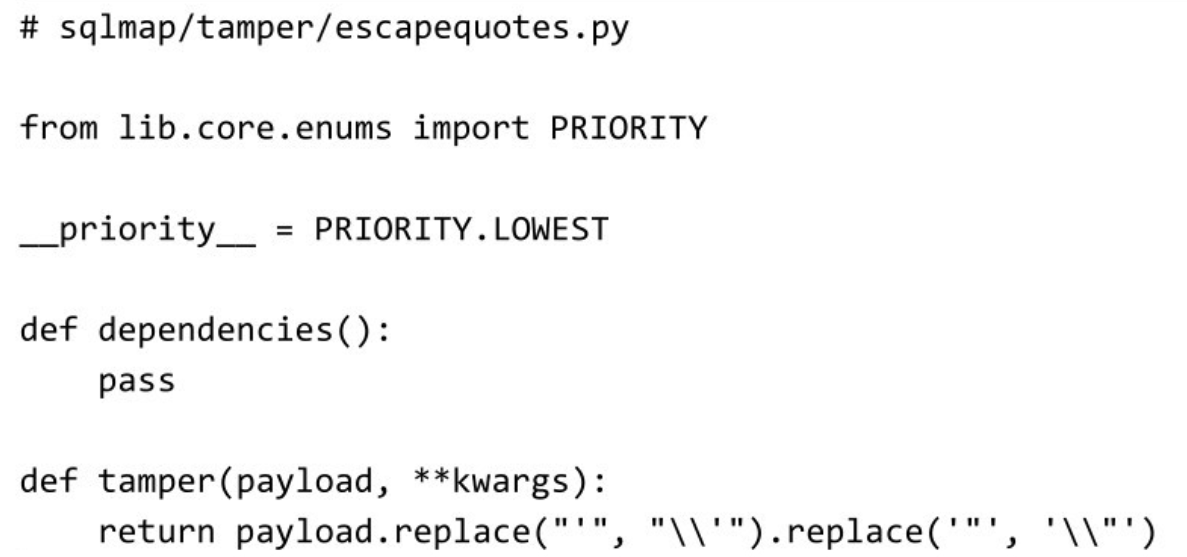 # sqlmap/tamper/escapequotes.py
from lib.core.enums import PRIORITY
__priority__ = PRIORITY.LOWEST
def dependencies():
    pass
def tamper(payload, **kwargs):
    return payload.replace("'", "\\'").replace('"', '\\"')